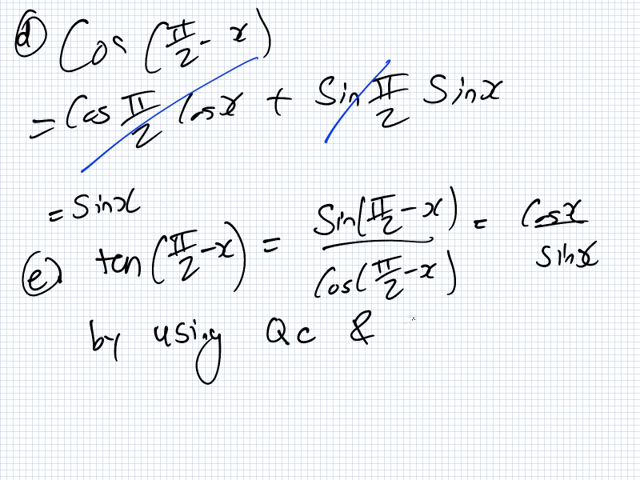 (d) Cos (π/2 - x)
= Cos π/2 Cos x + Sin π/2 Sin x
= Sin x
(e) ten (π/2 - x) = Sin(π/2 - x)/Cos(π/2 - x) = Cos x/Sin x
by using Qc &